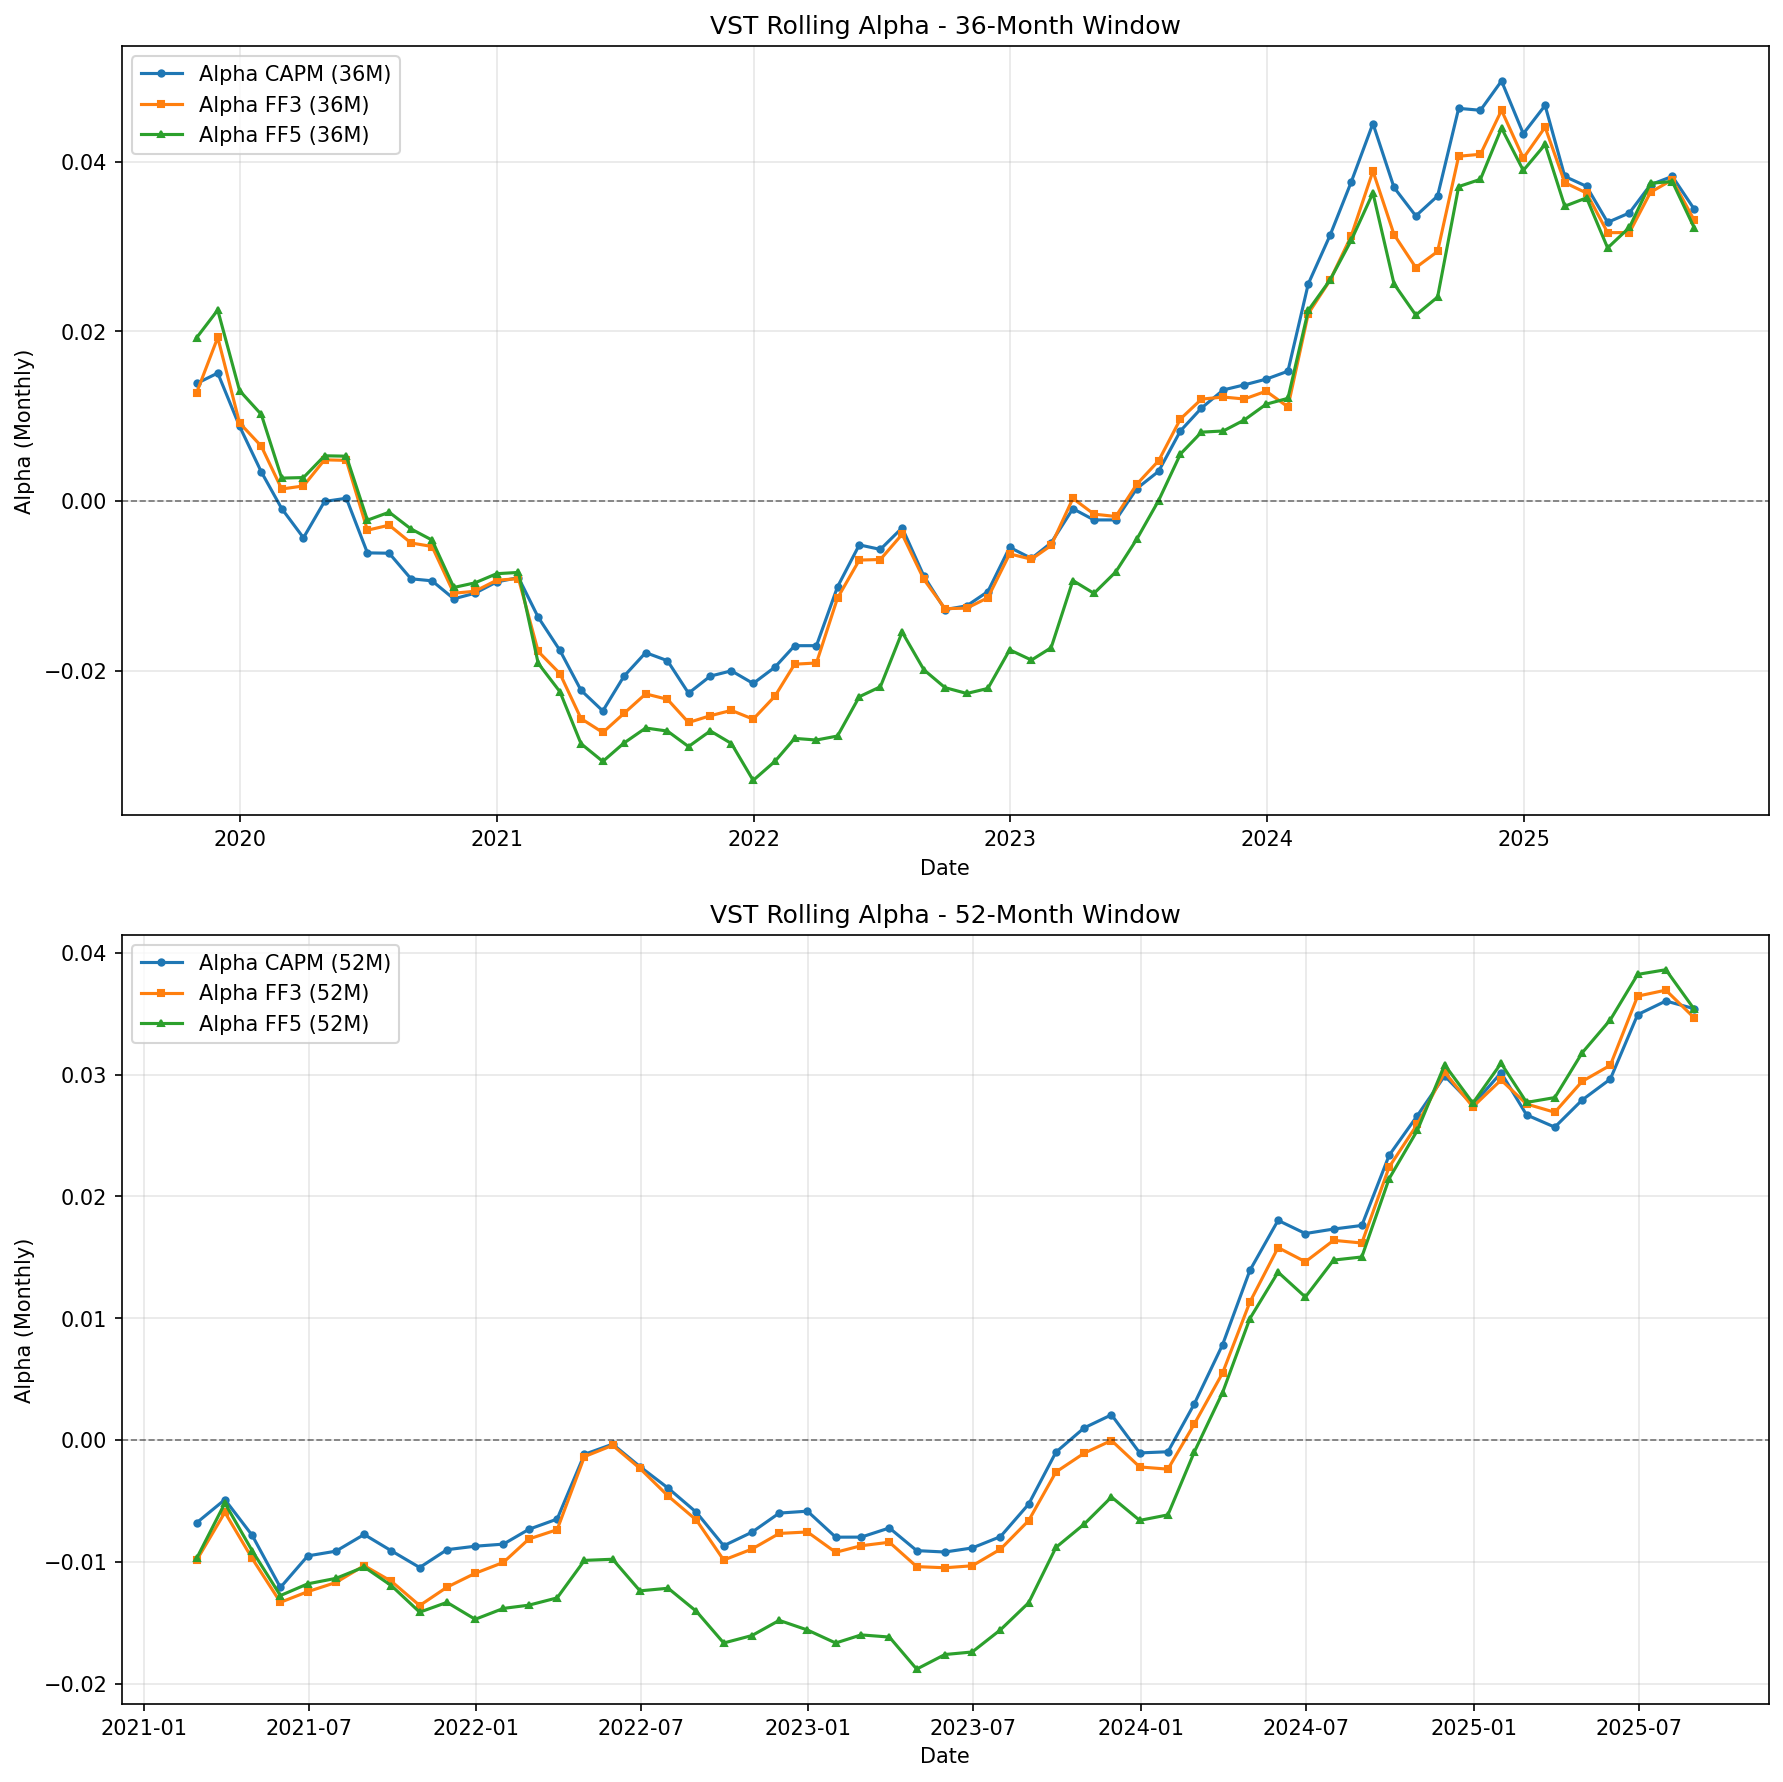 VST Rolling Alpha - 36-Month Window
Alpha CAPM (36M)
Alpha FF3 (36M)
Alpha FF5 (36M)
Alpha (Monthly)
0.04
0.02
0.00
−0.02
2020 2021 2022 2023 2024 2025
Date
VST Rolling Alpha - 52-Month Window
Alpha CAPM (52M)
Alpha FF3 (52M)
Alpha FF5 (52M)
Alpha (Monthly)
0.04
0.03
0.02
0.01
0.00
−0.01
−0.02
2021-01 2021-07 2022-01 2022-07 2023-01 2023-07 2024-01 2024-07 2025-01 2025-07
Date